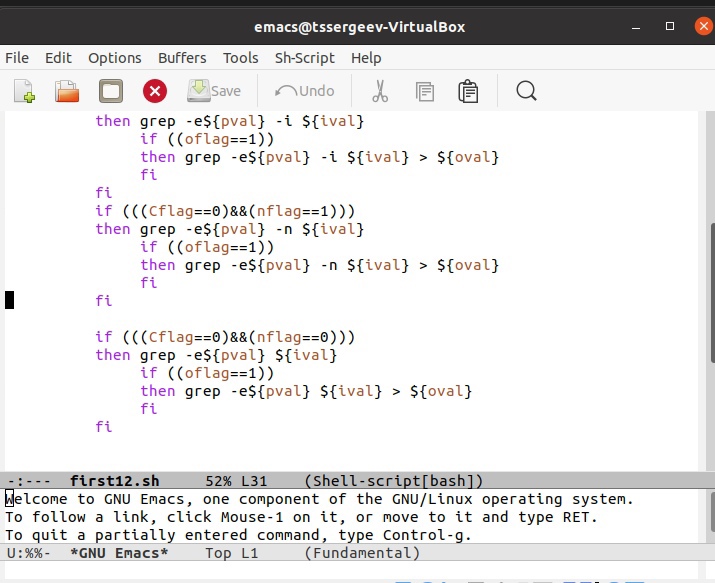 emacs@tssergeev-VirtualBox
File Edit Options Buffers Tools Sh-Script Help
Save Undo
then grep -e${pval} -i ${ival}
if ((oflag==1))
then grep -e${pval} -i ${ival} > ${oval}
fi
fi
if (((Cflag==0)&&(nflag==1)))
then grep -e${pval} -n ${ival}
if ((oflag==1))
then grep -e${pval} -n ${ival} > ${oval}
fi
fi
if (((Cflag==0)&&(nflag==0)))
then grep -e${pval} ${ival}
if ((oflag==1))
then grep -e${pval} ${ival} > ${oval}
fi
fi
-:--- first12.sh 52% L31 (Shell-script[bash])
Welcome to GNU Emacs, one component of the GNU/Linux operating system.
To follow a link, click Mouse-1 on it, or move to it and type RET.
To quit a partially entered command, type Control-g.
U:%%- *GNU Emacs* Top L1 (Fundamental)